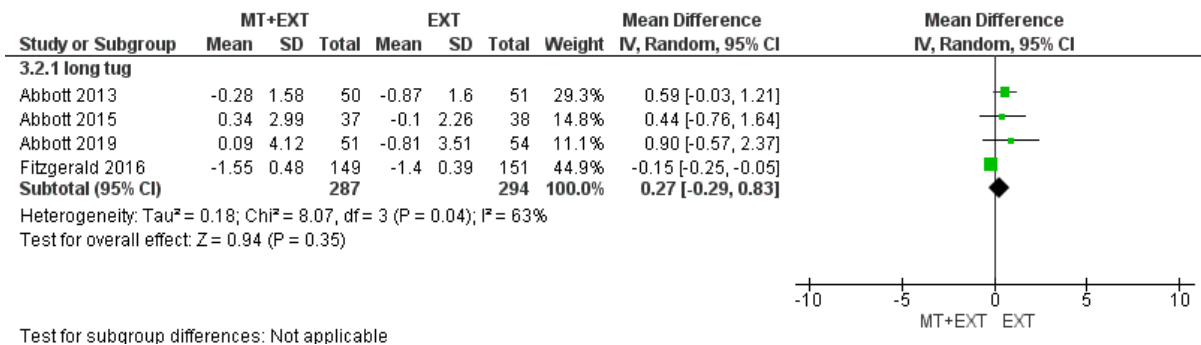 MT+EXT EXT Mean Difference Mean Difference
Study or Subgroup Mean SD Total Mean SD Total Weight IV, Random, 95% CI IV, Random, 95% CI
3.2.1 long tug
Abbott 2013 -0.28 1.58 50 -0.87 1.6 51 29.3% 0.59 [-0.03, 1.21]
Abbott 2015 0.34 2.99 37 -0.1 2.26 38 14.8% 0.44 [-0.76, 1.64]
Abbott 2019 0.09 4.12 51 -0.81 3.51 54 11.1% 0.90 [-0.57, 2.37]
Fitzgerald 2016 -1.55 0.48 149 -1.4 0.39 151 44.9% -0.15 [-0.25, -0.05]
Subtotal (95% CI) 287 294 100.0% 0.27 [-0.29, 0.83]
Heterogeneity: Tau² = 0.18; Chi² = 8.07, df = 3 (P = 0.04); I² = 63%
Test for overall effect: Z = 0.94 (P = 0.35)
-10 -5 0 5 10
MT+EXT EXT
Test for subgroup differences: Not applicable